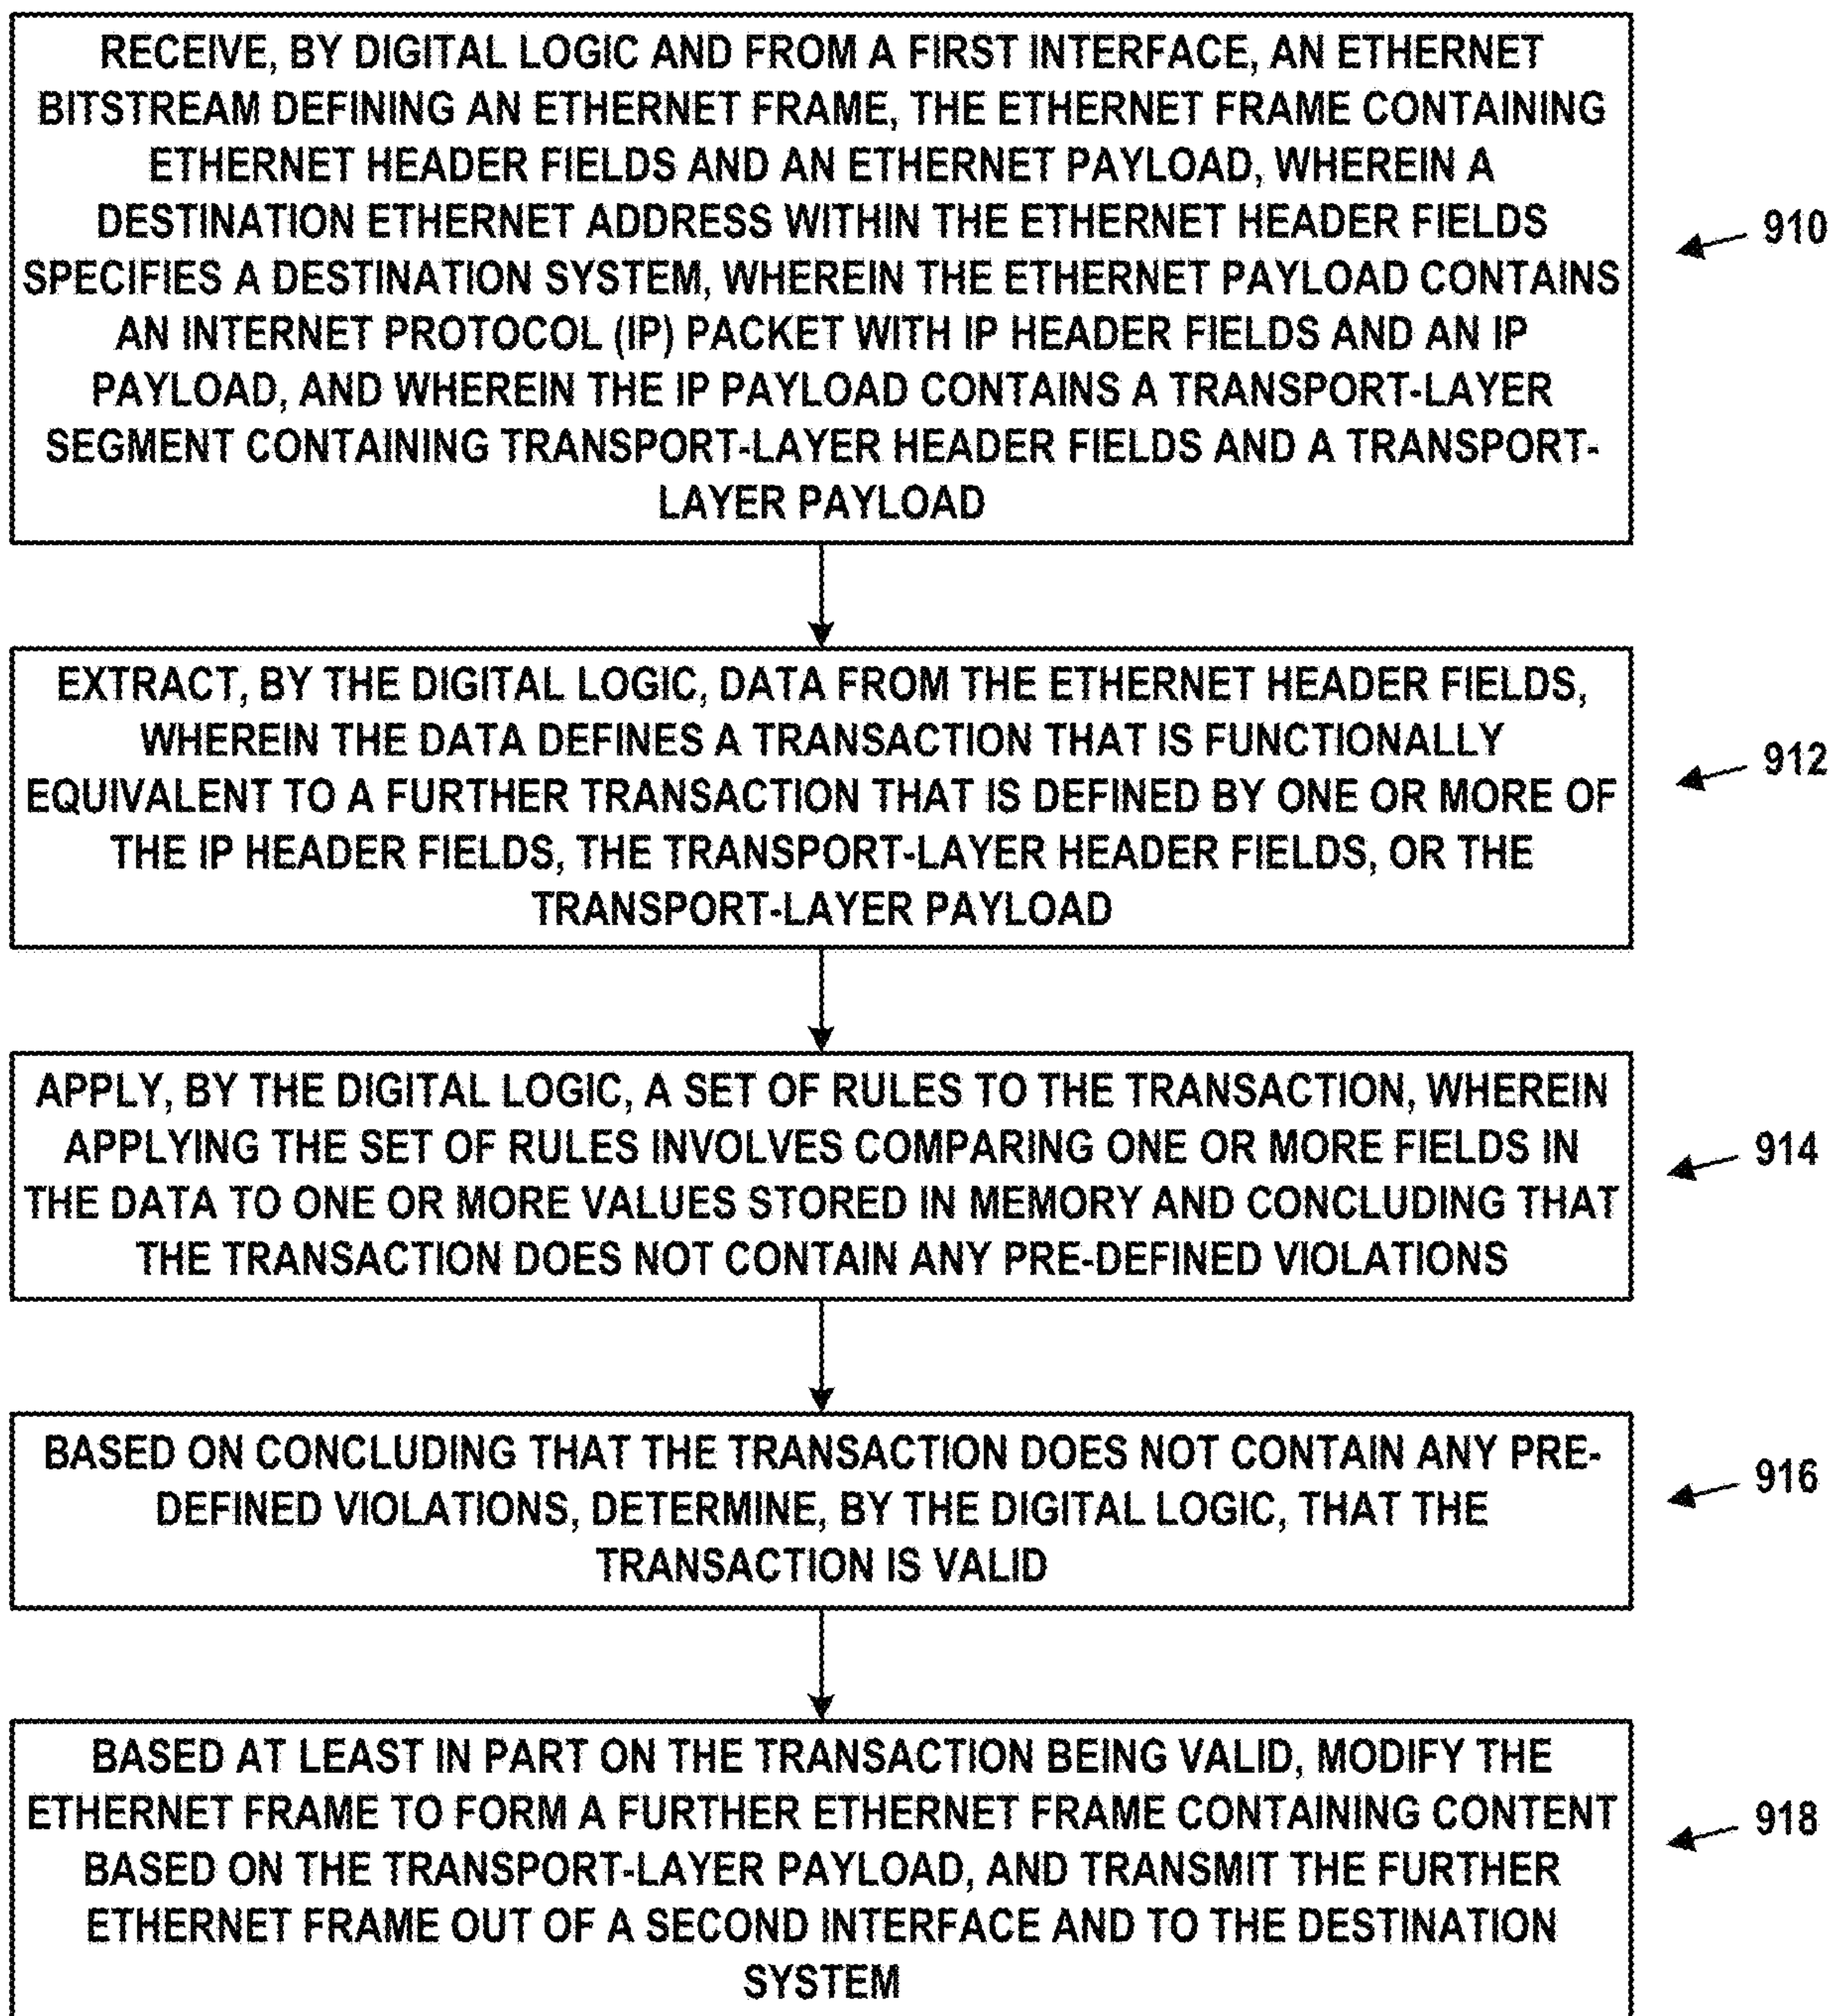 RECEIVE, BY DIGITAL LOGIC AND FROM A FIRST INTERFACE, AN ETHERNET
BITSTREAM DEFINING AN ETHERNET FRAME, THE ETHERNET FRAME CONTAINING
ETHERNET HEADER FIELDS AND AN ETHERNET PAYLOAD, WHEREIN A
DESTINATION ETHERNET ADDRESS WITHIN THE ETHERNET HEADER FIELDS
SPECIFIES A DESTINATION SYSTEM, WHEREIN THE ETHERNET PAYLOAD CONTAINS
AN INTERNET PROTOCOL (IP) PACKET WITH IP HEADER FIELDS AND AN IP
PAYLOAD, AND WHEREIN THE IP PAYLOAD CONTAINS A TRANSPORT-LAYER
SEGMENT CONTAINING TRANSPORT-LAYER HEADER FIELDS AND A TRANSPORT-
LAYER PAYLOAD
910
EXTRACT, BY THE DIGITAL LOGIC, DATA FROM THE ETHERNET HEADER FIELDS,
WHEREIN THE DATA DEFINES A TRANSACTION THAT IS FUNCTIONALLY
EQUIVALENT TO A FURTHER TRANSACTION THAT IS DEFINED BY ONE OR MORE OF
THE IP HEADER FIELDS, THE TRANSPORT-LAYER HEADER FIELDS, OR THE
TRANSPORT-LAYER PAYLOAD
912
APPLY, BY THE DIGITAL LOGIC, A SET OF RULES TO THE TRANSACTION, WHEREIN
APPLYING THE SET OF RULES INVOLVES COMPARING ONE OR MORE FIELDS IN
THE DATA TO ONE OR MORE VALUES STORED IN MEMORY AND CONCLUDING THAT
THE TRANSACTION DOES NOT CONTAIN ANY PRE-DEFINED VIOLATIONS
914
BASED ON CONCLUDING THAT THE TRANSACTION DOES NOT CONTAIN ANY PRE-
DEFINED VIOLATIONS, DETERMINE, BY THE DIGITAL LOGIC, THAT THE
TRANSACTION IS VALID
916
BASED AT LEAST IN PART ON THE TRANSACTION BEING VALID, MODIFY THE
ETHERNET FRAME TO FORM A FURTHER ETHERNET FRAME CONTAINING CONTENT
BASED ON THE TRANSPORT-LAYER PAYLOAD, AND TRANSMIT THE FURTHER
ETHERNET FRAME OUT OF A SECOND INTERFACE AND TO THE DESTINATION
SYSTEM
918